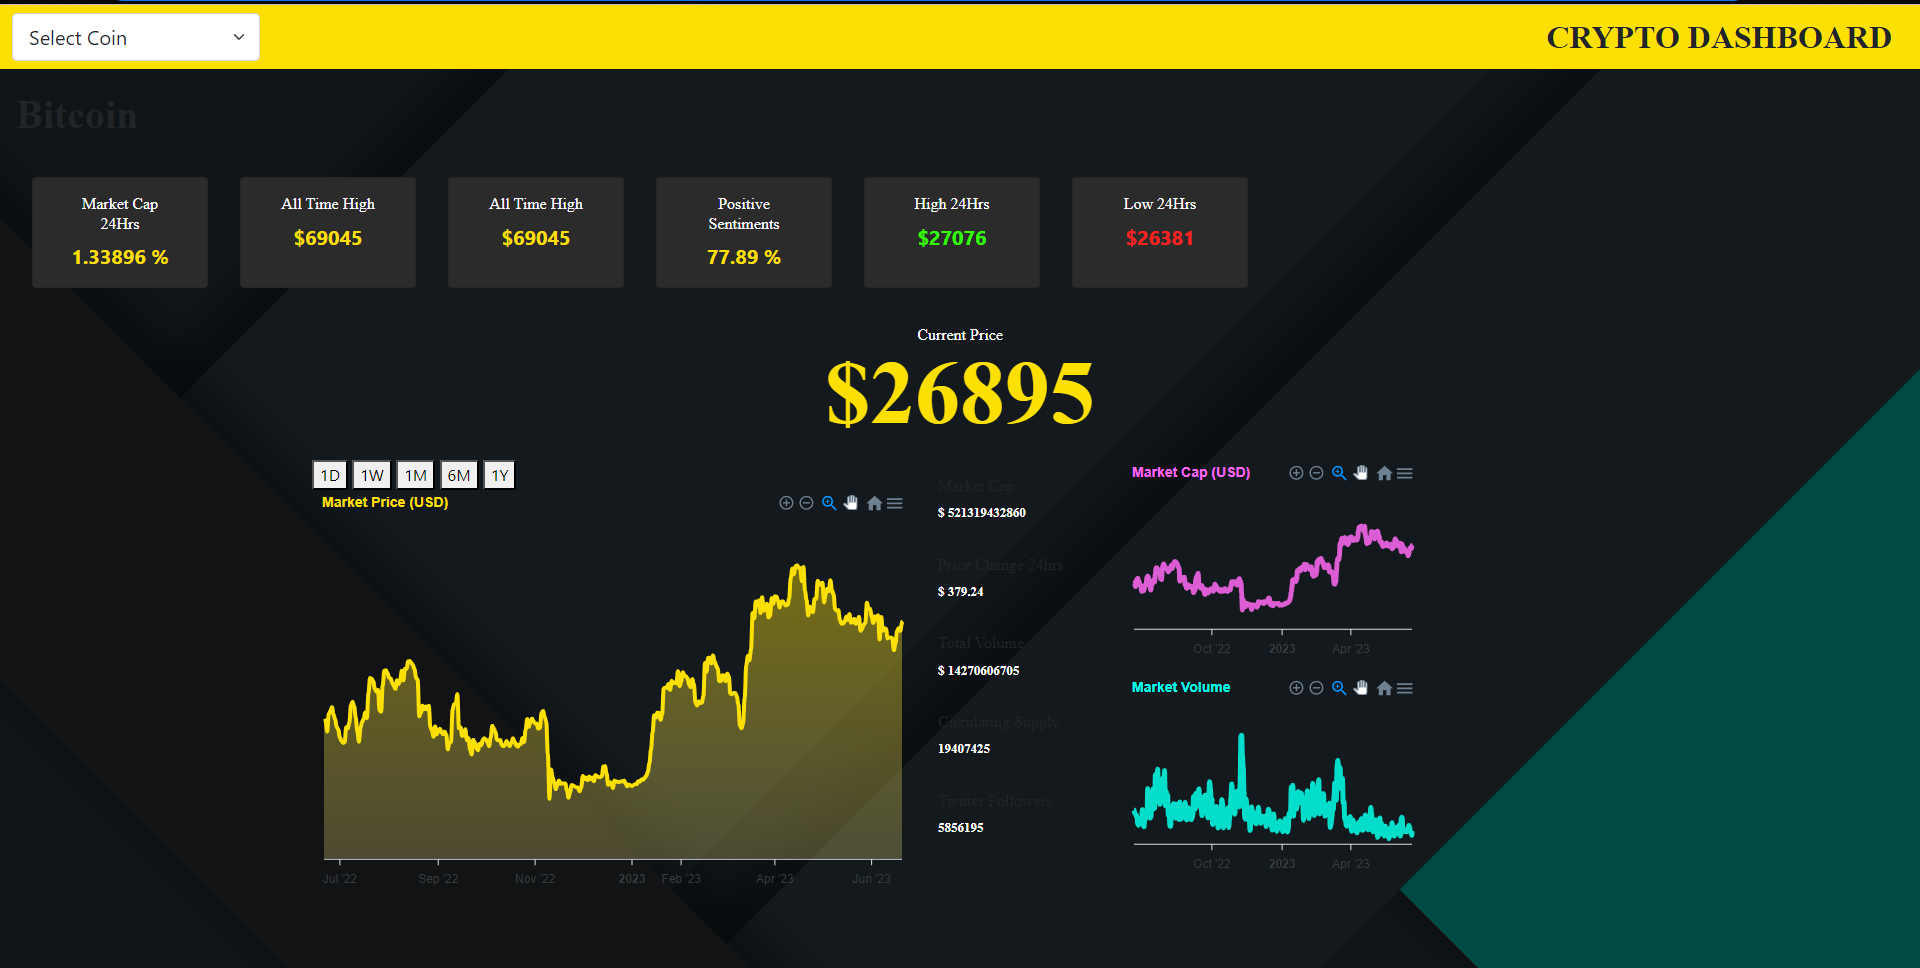 Select Coin
CRYPTO DASHBOARD
Bitcoin
Market Cap
24Hrs
1.33896 %
All Time High
$69045
All Time High
$69045
Positive
Sentiments
77.89 %
High 24Hrs
$27076
Low 24Hrs
$26381
Current Price
$26895
1D 1W 1M 6M 1Y
Market Price (USD)
Jul '22 Sep '22 Nov '22 2023 Feb '23 Apr '23 Jun '23
Market Cap
$ 521319432860
Price Change 24hrs
$ 379.24
Total Volume
$ 14270606705
Circulating Supply
19407425
Twitter Followers
5856195
Market Cap (USD)
Oct '22 2023 Apr '23
Market Volume
Oct '22 2023 Apr '23